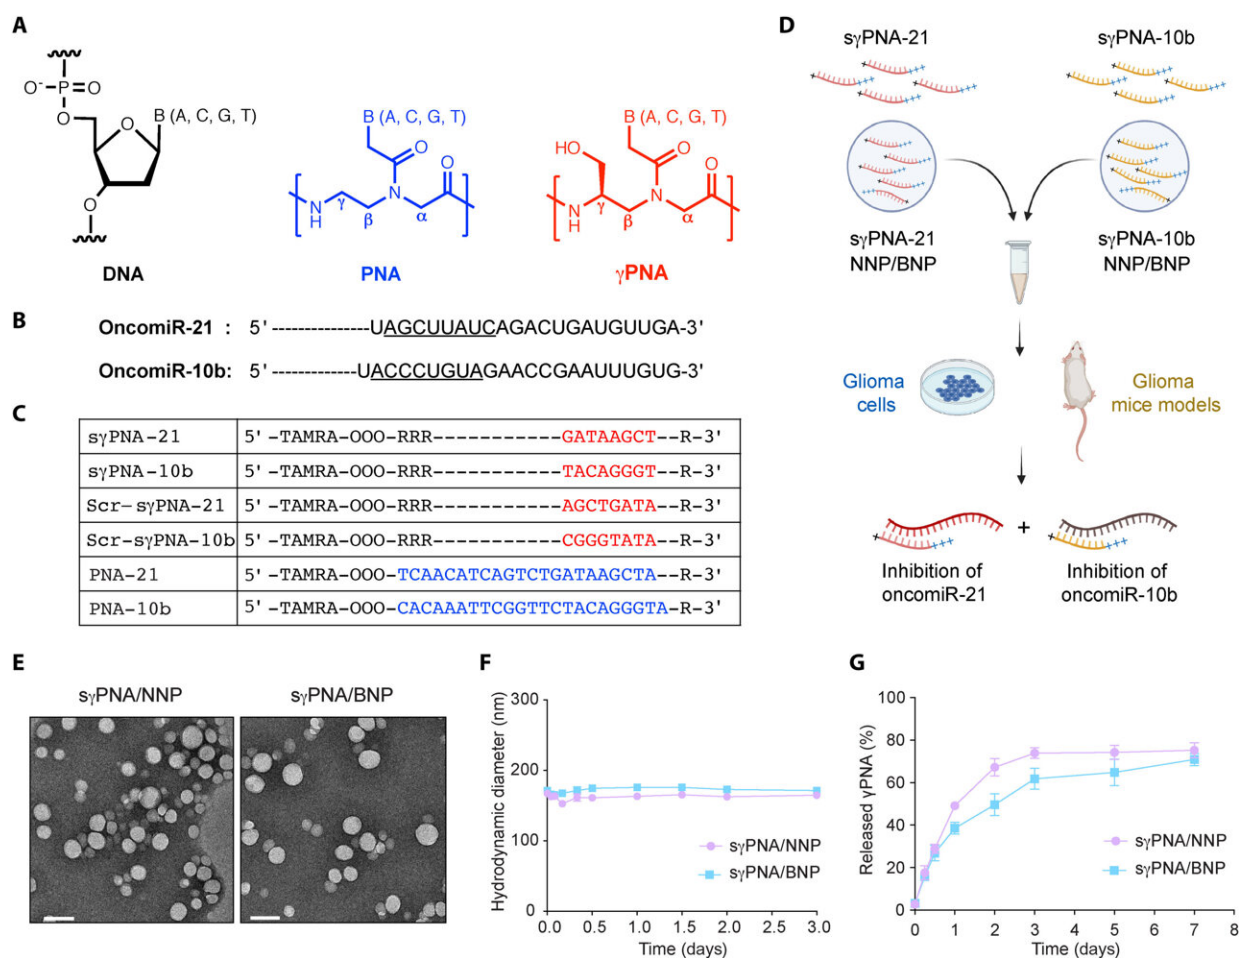 A
O⁻
P
O
O
O
O
B (A, C, G, T)
DNA
B (A, C, G, T)
O
O
N
N
H
γ
β
α
PNA
B (A, C, G, T)
HO
O
O
N
N
H
γ
β
α
γPNA
B
OncomiR-21 : 5'---------------UAGCUUAUCAGACUGAUGUUGA-3'
OncomiR-10b: 5'---------------UACCCUGUAGAACCGAAUUUGUG-3'
C
sγPNA-21 5'-TAMRA-OOO-RRR-----------GATAAGCT--R-3'
sγPNA-10b 5'-TAMRA-OOO-RRR-----------TACAGGGT--R-3'
Scr-sγPNA-21 5'-TAMRA-OOO-RRR-----------AGCTGATA--R-3'
Scr-sγPNA-10b 5'-TAMRA-OOO-RRR-----------CGGGTATA--R-3'
PNA-21 5'-TAMRA-OOO-TCAACATCAGTCTGATAAGCTA--R-3'
PNA-10b 5'-TAMRA-OOO-CACAAATTCGGTTCTACAGGGTA-R-3'
D
sγPNA-21
sγPNA-10b
sγPNA-21
NNP/BNP
sγPNA-10b
NNP/BNP
Glioma
cells
Glioma
mice models
+
Inhibition of
oncomiR-21
Inhibition of
oncomiR-10b
E
sγPNA/NNP
sγPNA/BNP
F
Hydrodynamic diameter (nm)
300
200
100
0
sγPNA/NNP
sγPNA/BNP
0.0 0.5 1.0 1.5 2.0 2.5 3.0
Time (days)
G
Released γPNA (%)
100
80
60
40
20
0
sγPNA/NNP
sγPNA/BNP
0 1 2 3 4 5 6 7 8
Time (days)